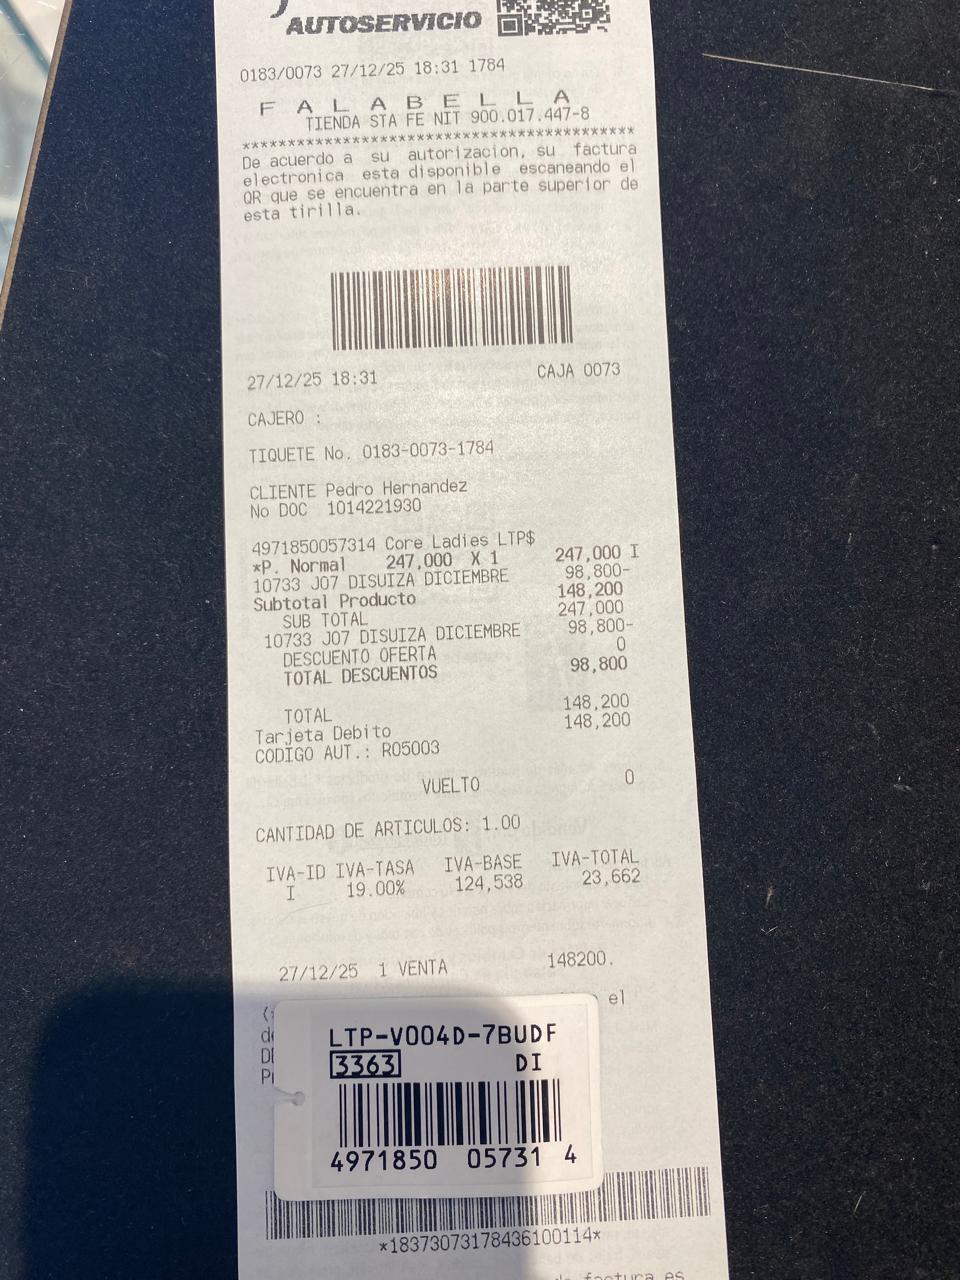 AUTOSERVICIO
0183/0073 27/12/25 18:31 1784
F A L A B E L L A
TIENDA STA FE NIT 900.017.447-8
****************************************
De acuerdo a su autorizacion, su factura
electronica esta disponible escaneando el
QR que se encuentra en la parte superior de
esta tirilla.
27/12/25 18:31 CAJA 0073
CAJERO :
TIQUETE No. 0183-0073-1784
CLIENTE Pedro Hernandez
No DOC 1014221930
4971850057314 Core Ladies LTP$
*P. Normal 247,000 X 1 247,000 I
10733 J07 DISUIZA DICIEMBRE 98,800-
Subtotal Producto 148,200
SUB TOTAL 247,000
10733 J07 DISUIZA DICIEMBRE 98,800-
DESCUENTO OFERTA 0
TOTAL DESCUENTOS 98,800
TOTAL 148,200
Tarjeta Debito 148,200
CODIGO AUT.: R05003
VUELTO 0
CANTIDAD DE ARTICULOS: 1.00
IVA-ID IVA-TASA IVA-BASE IVA-TOTAL
I 19.00% 124,538 23,662
27/12/25 1 VENTA 148200.
el
LTP-V004D-7BUDF
3363 DI
4971850 05731 4
*18373073178436100114*
factura es